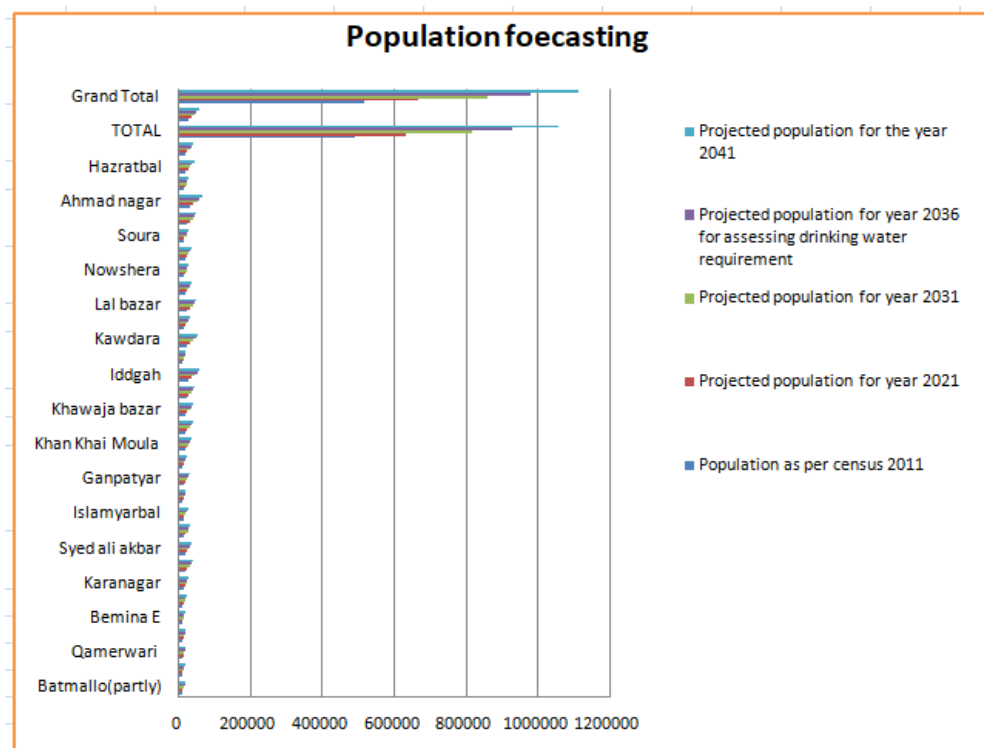 Population foecasting
Grand Total
TOTAL
Hazratbal
Ahmad nagar
Soura
Nowshera
Lal bazar
Kawdara
Iddgah
Khawaja bazar
Khan Khai Moula
Ganpatyar
Islamyarbal
Syed ali akbar
Karanagar
Bemina E
Qamerwari
Batmallo(partly)
0 200000 400000 600000 800000 1000000 1200000
Projected population for the year
2041
Projected population for year 2036
for assessing drinking water
requirement
Projected population for year 2031
Projected population for year 2021
Population as per census 2011